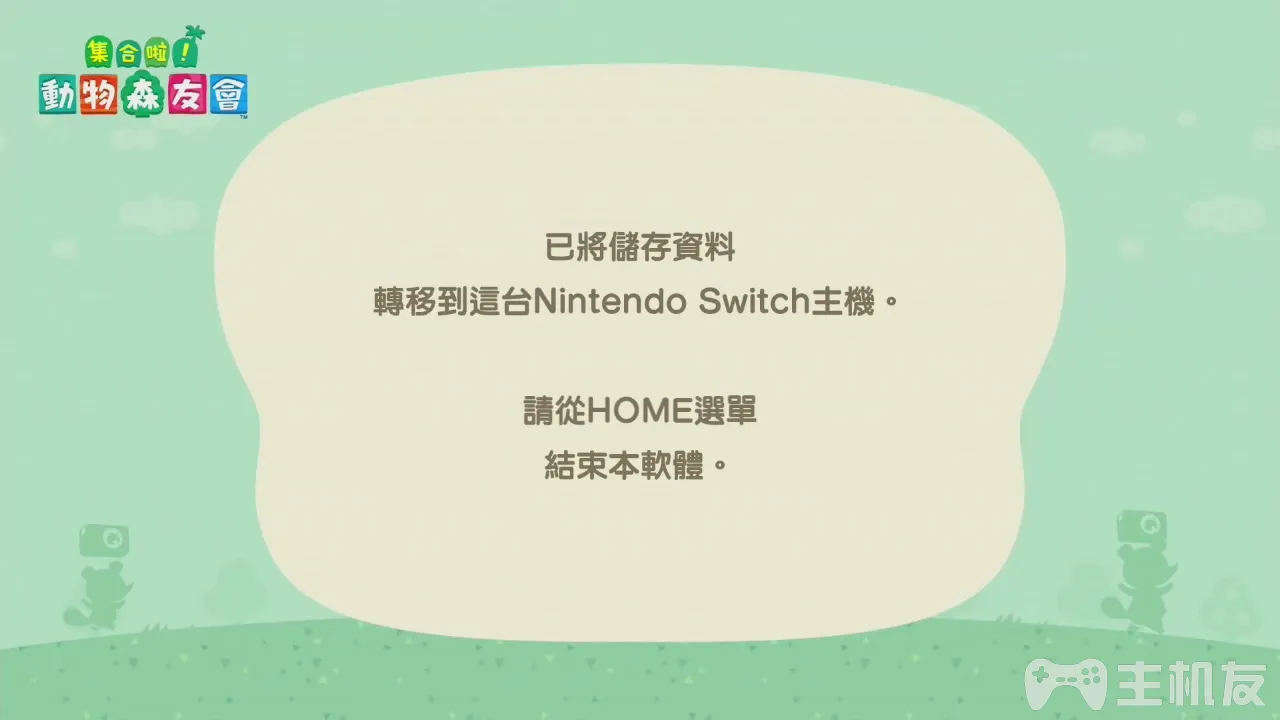 集合啦！
動物森友會
TM
已將儲存資料
轉移到這台Nintendo Switch主機。
請從HOME選單
結束本軟體。
主机友